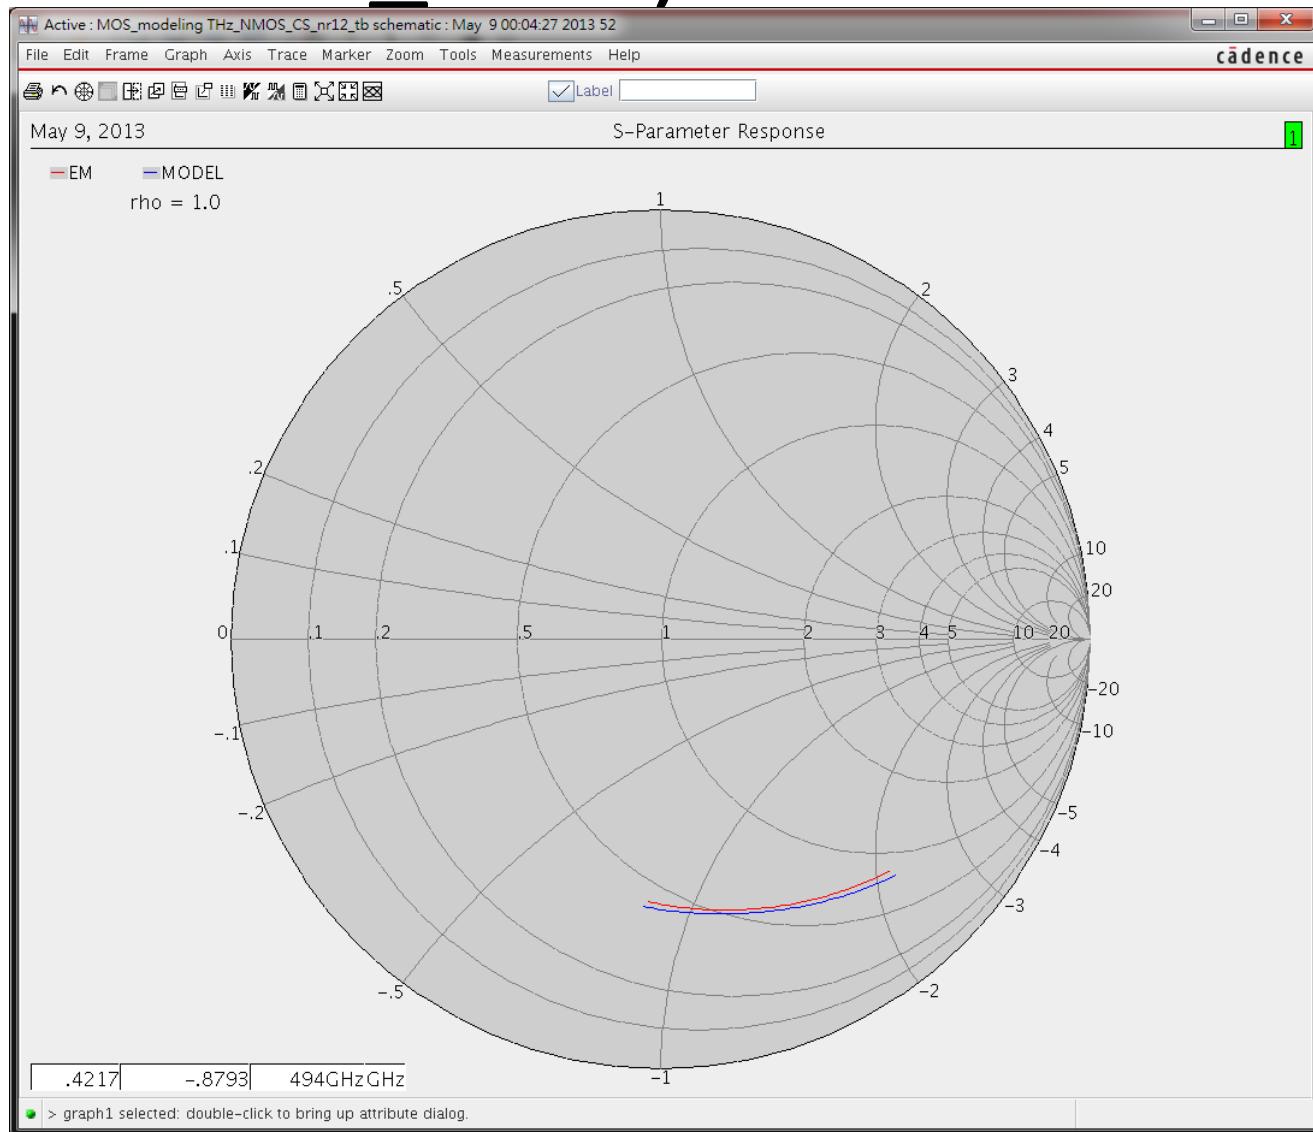 Active : MOS_modeling THz_NMOS_CS_nr12_tb schematic : May 9 00:04:27 2013 52
File Edit Frame Graph Axis Trace Marker Zoom Tools Measurements Help
cādence
Label
May 9, 2013
S-Parameter Response
1
EM
MODEL
rho = 1.0
1
.5
2
3
4
.2
5
.1
10
20
0 .1 .2 .5 1 2 3 4 5 10 20
-20
-.1
-10
-.2
-5
-4
-3
-.5
-2
-1
.4217 -.8793 494GHz GHz
> graph1 selected: double-click to bring up attribute dialog.